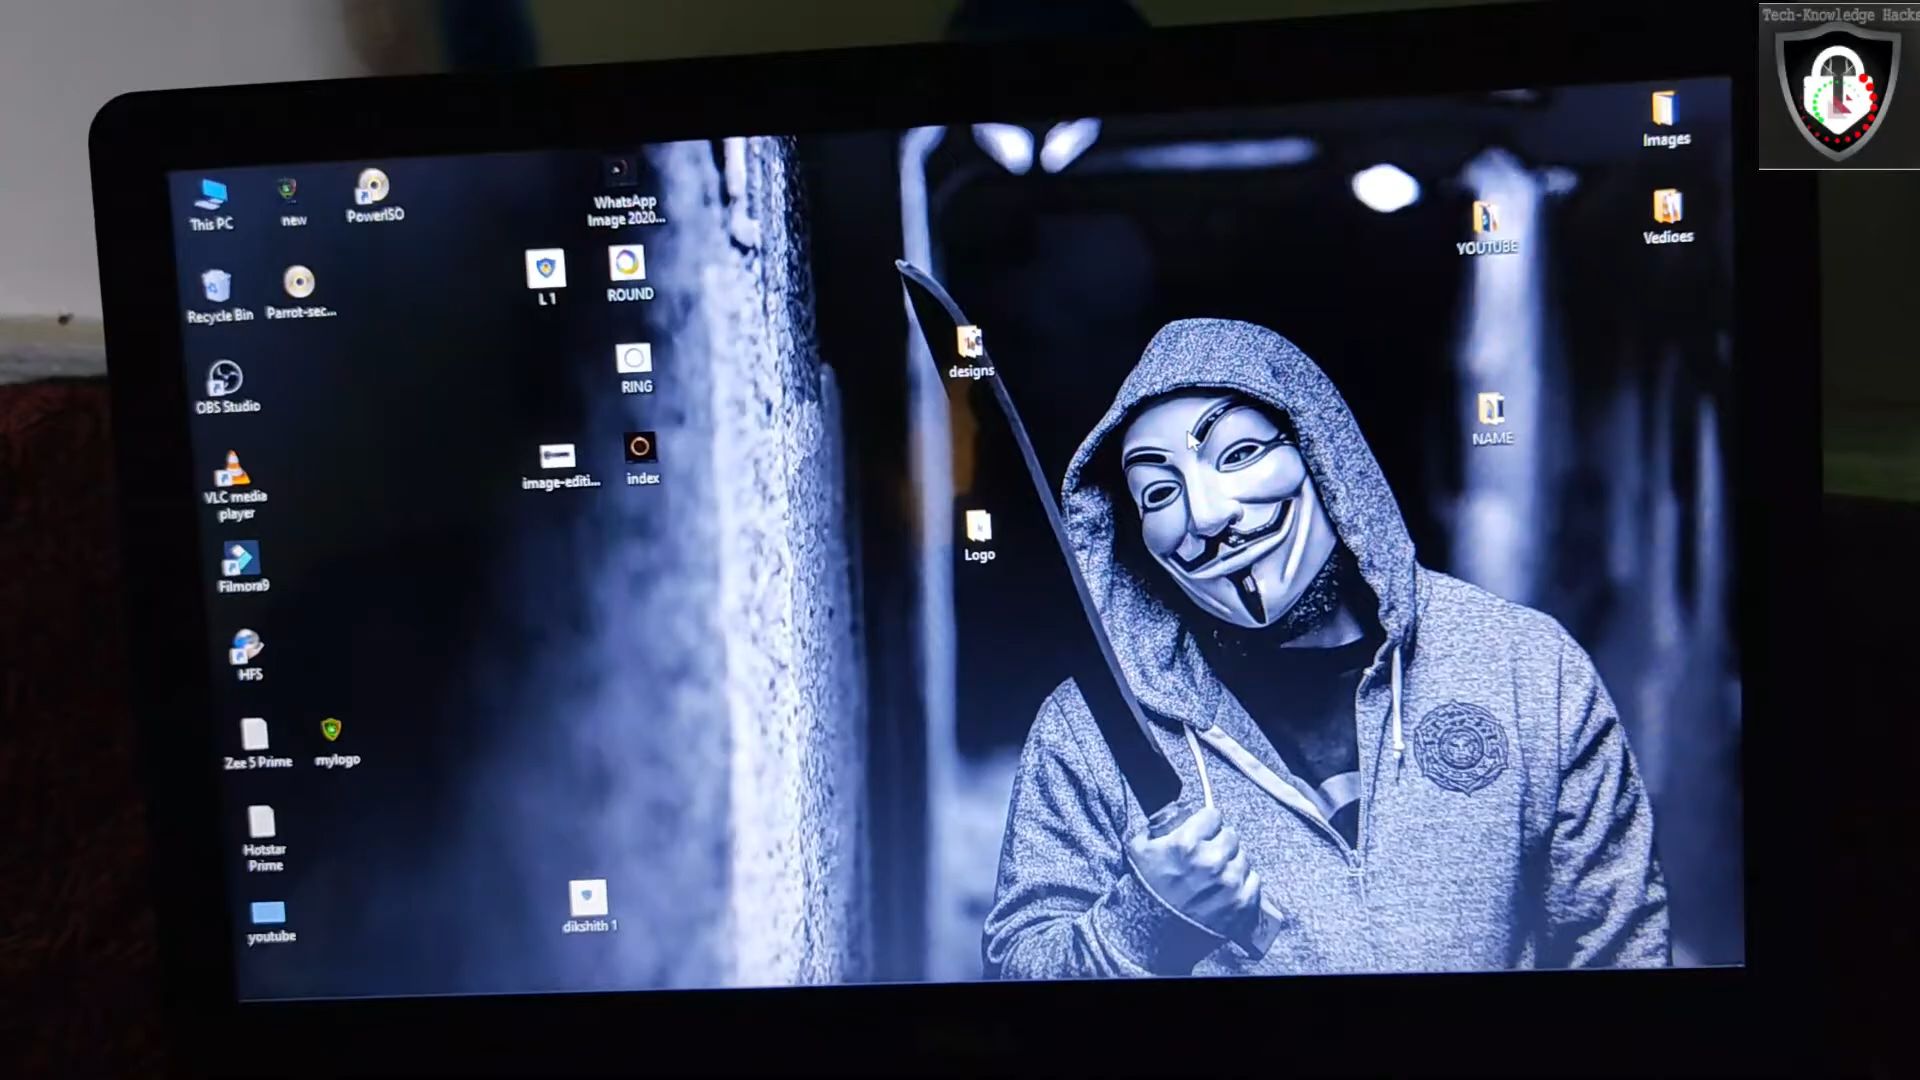 Tech-Knowledge Hacks
Images
Vedioes
YOUTUBE
NAME
This PC
new
PowerISO
WhatsApp
Image 2020...
L 1
ROUND
Recycle Bin
Parrot-sec...
designs
RING
OBS Studio
image-editi...
index
VLC media
player
Logo
Filmora9
HFS
Zee 5 Prime
mylogo
Hotstar
Prime
youtube
dikshith 1